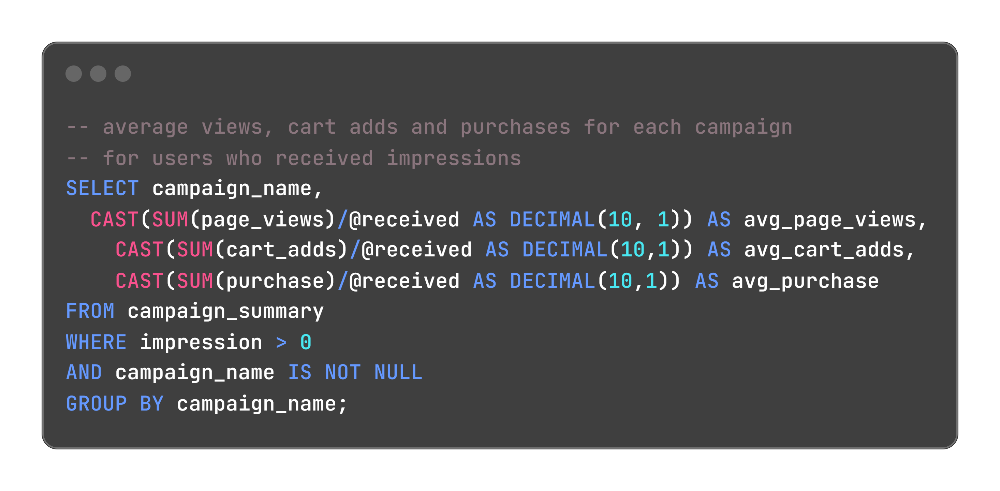 -- average views, cart adds and purchases for each campaign
-- for users who received impressions
SELECT campaign_name,
  CAST(SUM(page_views)/@received AS DECIMAL(10, 1)) AS avg_page_views,
    CAST(SUM(cart_adds)/@received AS DECIMAL(10,1)) AS avg_cart_adds,
    CAST(SUM(purchase)/@received AS DECIMAL(10,1)) AS avg_purchase
FROM campaign_summary
WHERE impression > 0
AND campaign_name IS NOT NULL
GROUP BY campaign_name;